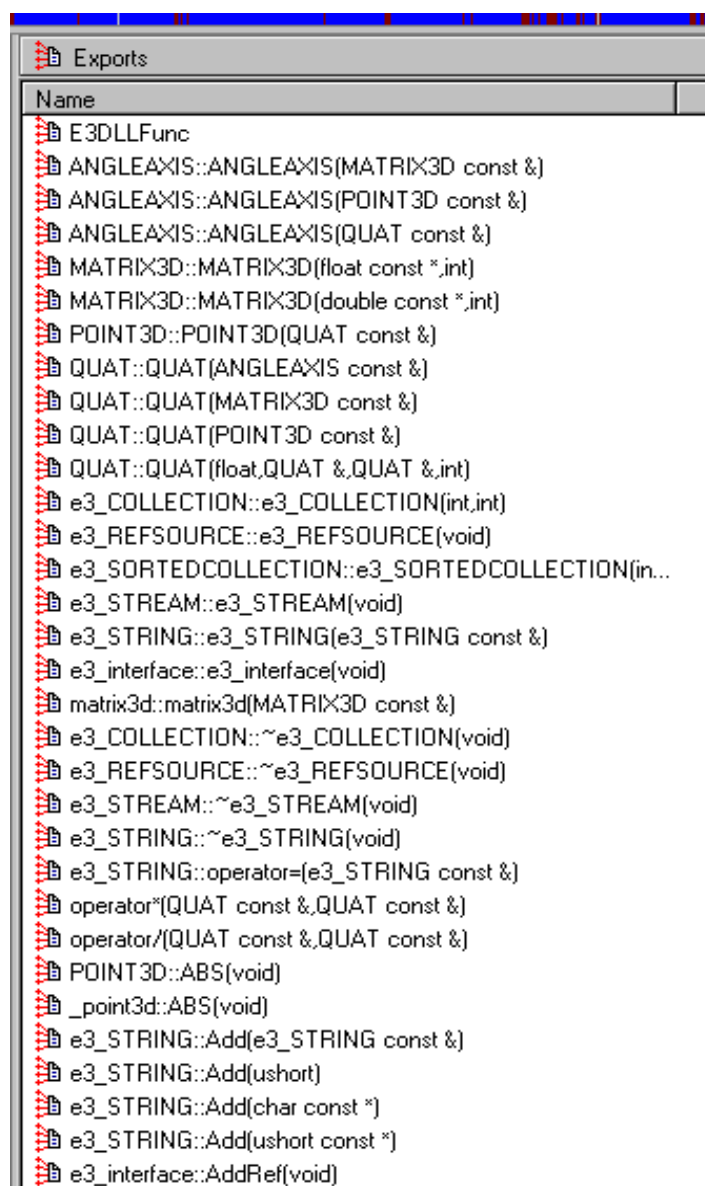 Exports
Name
E3DLLFunc
ANGLEAXIS::ANGLEAXIS(MATRIX3D const &)
ANGLEAXIS::ANGLEAXIS(POINT3D const &)
ANGLEAXIS::ANGLEAXIS(QUAT const &)
MATRIX3D::MATRIX3D(float const *,int)
MATRIX3D::MATRIX3D(double const *,int)
POINT3D::POINT3D(QUAT const &)
QUAT::QUAT(ANGLEAXIS const &)
QUAT::QUAT(MATRIX3D const &)
QUAT::QUAT(POINT3D const &)
QUAT::QUAT(float,QUAT &,QUAT &,int)
e3_COLLECTION::e3_COLLECTION(int,int)
e3_REFSOURCE::e3_REFSOURCE(void)
e3_SORTEDCOLLECTION::e3_SORTEDCOLLECTION(in...
e3_STREAM::e3_STREAM(void)
e3_STRING::e3_STRING(e3_STRING const &)
e3_interface::e3_interface(void)
matrix3d::matrix3d(MATRIX3D const &)
e3_COLLECTION::~e3_COLLECTION(void)
e3_REFSOURCE::~e3_REFSOURCE(void)
e3_STREAM::~e3_STREAM(void)
e3_STRING::~e3_STRING(void)
e3_STRING::operator=(e3_STRING const &)
operator*(QUAT const &,QUAT const &)
operator/(QUAT const &,QUAT const &)
POINT3D::ABS(void)
_point3d::ABS(void)
e3_STRING::Add(e3_STRING const &)
e3_STRING::Add(ushort)
e3_STRING::Add(char const *)
e3_STRING::Add(ushort const *)
e3_interface::AddRef(void)